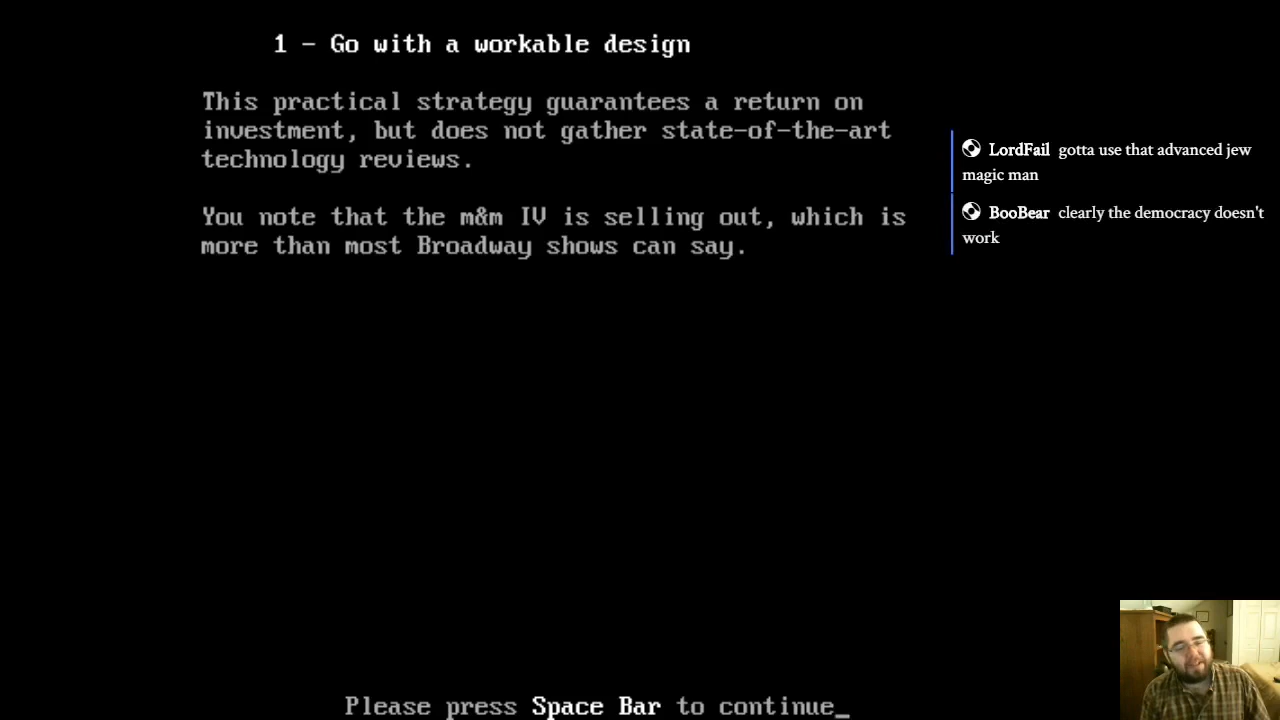 1 - Go with a workable design
This practical strategy guarantees a return on
investment, but does not gather state-of-the-art
technology reviews.
You note that the m&m IV is selling out, which is
more than most Broadway shows can say.
LordFail gotta use that advanced jew
magic man
BooBear clearly the democracy doesn't
work
Please press Space Bar to continue_